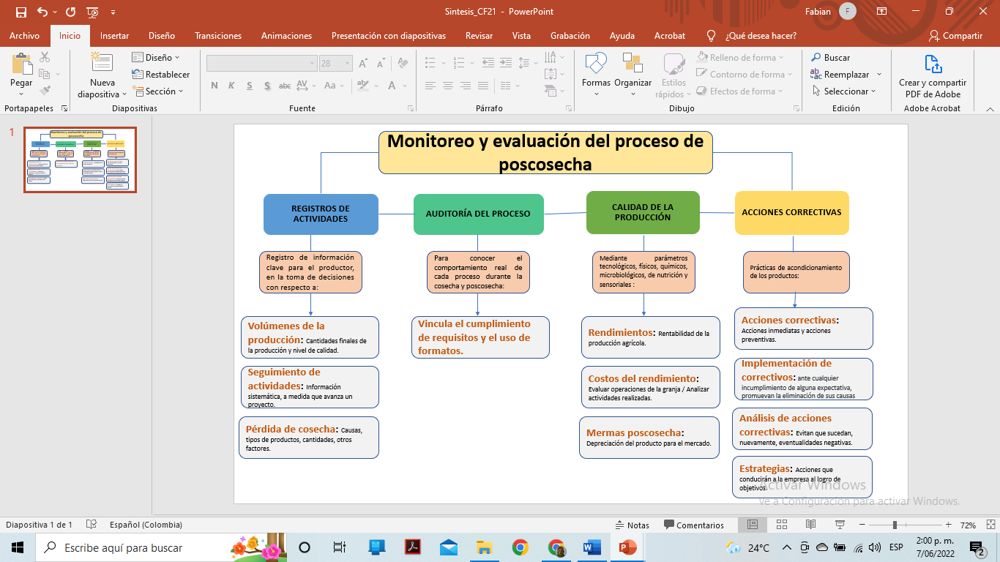 Sintesis_CF21 - PowerPoint
Fabian
F
Archivo
Inicio
Insertar
Diseño
Transiciones
Animaciones
Presentación con diapositivas
Revisar
Vista
Grabación
Ayuda
Acrobat
¿Qué desea hacer?
Compartir
Pegar
Portapapeles
Nueva
diapositiva
Diseño
Restablecer
Sección
Diapositivas
28
N K S S abc AV Aa A
Fuente
Párrafo
Formas
Organizar
Estilos
rápidos
Relleno de forma
Contorno de forma
Efectos de forma
Dibujo
Buscar
Reemplazar
Seleccionar
Edición
Crear y compartir
PDF de Adobe
Adobe Acrobat
1
Monitoreo y evaluación del proceso de
poscosecha
Monitoreo y evaluación del proceso de
poscosecha
REGISTROS DE
ACTIVIDADES
Registro de información
clave para el productor,
en la toma de decisiones
con respecto a:
Volúmenes de la
producción: Cantidades finales de
la producción y nivel de calidad.
Seguimiento de
actividades: Información
sistemática, a medida que avanza un
proyecto.
Pérdida de cosecha: Causas,
tipos de productos, cantidades, otros
factores.
AUDITORÍA DEL PROCESO
Para conocer el
comportamiento real de
cada proceso durante la
cosecha y poscosecha:
Vincula el cumplimiento
de requisitos y el uso de
formatos.
CALIDAD DE LA
PRODUCCIÓN
Mediante parámetros
tecnológicos, físicos, químicos,
microbiológicos, de nutrición y
sensoriales :
Rendimientos: Rentabilidad de la
producción agrícola.
Costos del rendimiento:
Evaluar operaciones de la granja / Analizar
actividades realizadas.
Mermas poscosecha:
Depreciación del producto para el mercado.
ACCIONES CORRECTIVAS
Prácticas de acondicionamiento
de los productos:
Acciones correctivas:
Acciones inmediatas y acciones
preventivas.
Implementación de
correctivos: ante cualquier
incumplimiento de alguna expectativa,
promuevan la eliminación de sus causas
Análisis de acciones
correctivas: Evitan que sucedan,
nuevamente, eventualidades negativas.
Estrategias: Acciones que
conducirán a la empresa al logro de
objetivos.
Activar Windows
Ve a Configuración para activar Windows.
Diapositiva 1 de 1
Español (Colombia)
Notas
Comentarios
72%
Escribe aquí para buscar
24°C
ESP
2:00 p. m.
7/06/2022
2